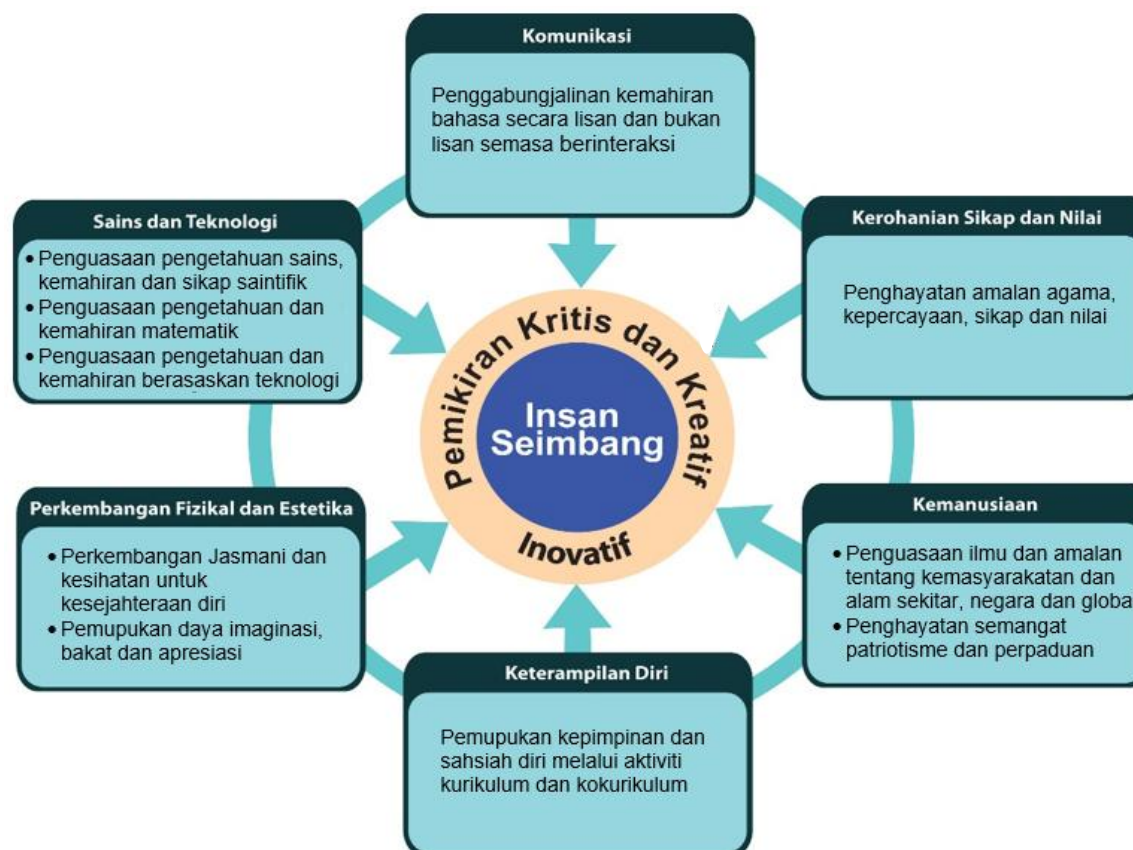 Komunikasi
Penggabungjalinan kemahiran
bahasa secara lisan dan bukan
lisan semasa berinteraksi
Sains dan Teknologi
• Penguasaan pengetahuan sains,
kemahiran dan sikap saintifik
• Penguasaan pengetahuan dan
kemahiran matematik
• Penguasaan pengetahuan dan
kemahiran berasaskan teknologi
Kerohanian Sikap dan Nilai
Penghayatan amalan agama,
kepercayaan, sikap dan nilai
Pemikiran Kritis dan Kreatif
Insan
Seimbang
Inovatif
Perkembangan Fizikal dan Estetika
• Perkembangan Jasmani dan
kesihatan untuk
kesejahteraan diri
• Pemupukan daya imaginasi,
bakat dan apresiasi
Kemanusiaan
• Penguasaan ilmu dan amalan
tentang kemasyarakatan dan
alam sekitar, negara dan global
• Penghayatan semangat
patriotisme dan perpaduan
Keterampilan Diri
Pemupukan kepimpinan dan
sahsiah diri melalui aktiviti
kurikulum dan kokurikulum